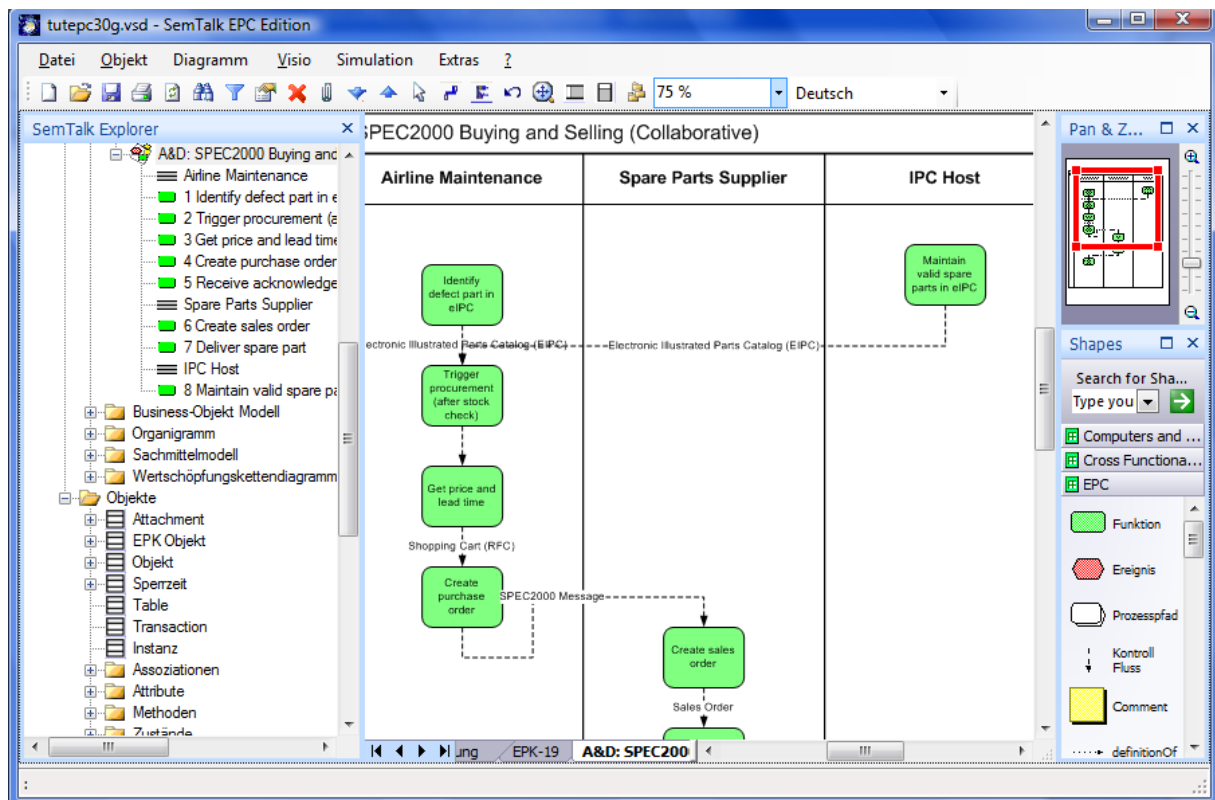 tutepc30g.vsd - SemTalk EPC Edition
Datei Objekt Diagramm Visio Simulation Extras ?
75 % Deutsch
SemTalk Explorer
A&D: SPEC2000 Buying and
Airline Maintenance
1 Identify defect part in e
2 Trigger procurement (a
3 Get price and lead time
4 Create purchase order
5 Receive acknowledge
Spare Parts Supplier
6 Create sales order
7 Deliver spare part
IPC Host
8 Maintain valid spare pa
Business-Objekt Modell
Organigramm
Sachmittelmodell
Wertschöpfungskettendiagramm
Objekte
Attachment
EPK Objekt
Objekt
Sperrzeit
Table
Transaction
Instanz
Assoziationen
Attribute
Methoden
Zustände
SPEC2000 Buying and Selling (Collaborative)
Airline Maintenance
Spare Parts Supplier
IPC Host
Identify
defect part in
eIPC
Maintain
valid spare
parts in eIPC
ectronic Illustrated Parts Catalog (EIPC)
Electronic Illustrated Parts Catalog (EIPC)
Trigger
procurement
(after stock
check)
Get price and
lead time
Shopping Cart (RFC)
Create
purchase
order
SPEC2000 Message
Create sales
order
Sales Order
ung EPK-19 A&D: SPEC200
Pan & Z...
Shapes
Search for Sha...
Type you
Computers and ...
Cross Functiona...
EPC
Funktion
Ereignis
Prozesspfad
Kontroll
Fluss
Comment
definitionOf
: